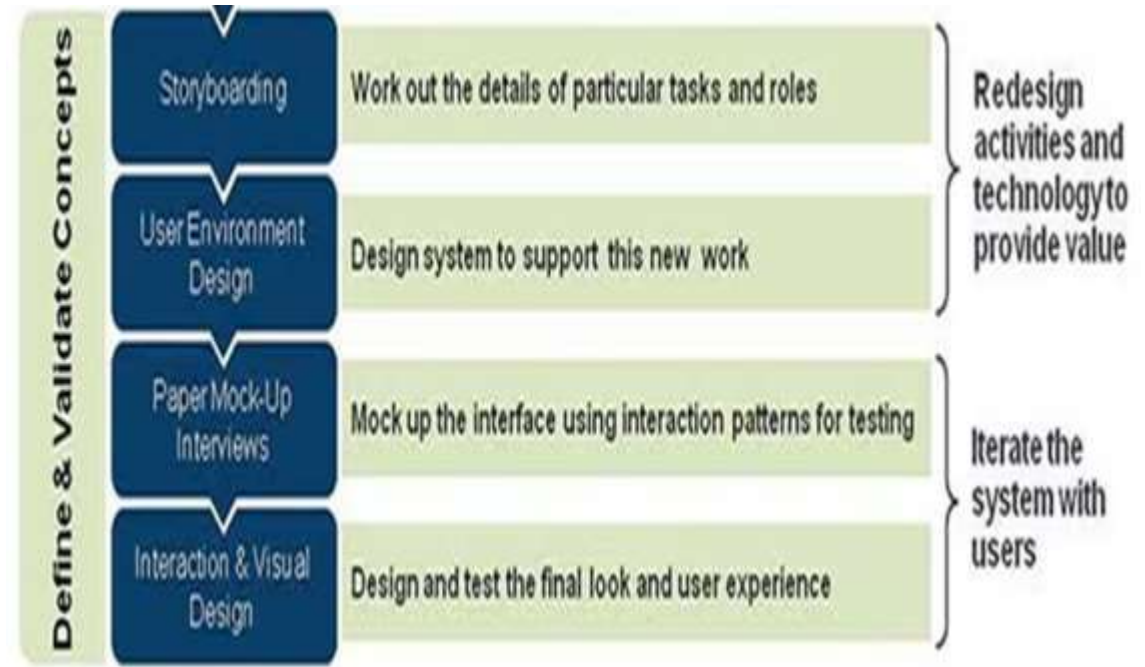 Define & Validate Concepts
Storyboarding
Work out the details of particular tasks and roles
User Environment
Design
Design system to support this new work
Redesign
activities and
technology to
provide value
Paper Mock-Up
Interviews
Mock up the interface using interaction patterns for testing
Interaction & Visual
Design
Design and test the final look and user experience
Iterate the
system with
users